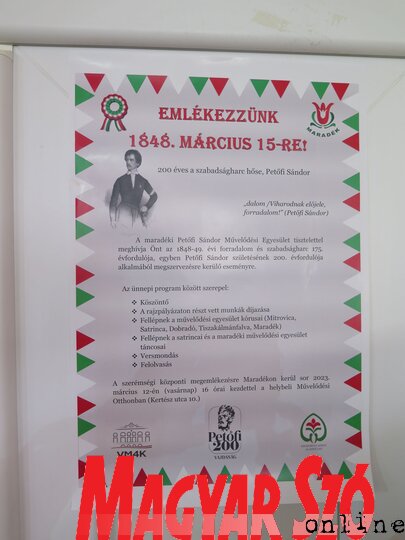 EMLÉKEZZÜNK
1848. MÁRCIUS 15-RE!
MARADÉK
200 éves a szabadságharc hőse, Petőfi Sándor
„dalom /Viharodnak előjele,
forradalom!” (Petőfi Sándor)
A maradéki Petőfi Sándor Művelődési Egyesület tisztelettel
meghívja Önt az 1848-49. évi forradalom és szabadságharc 175.
évfordulója, egyben Petőfi Sándor születésének 200. évfordulója
alkalmából megszervezésre kerülő eseményre.
Az ünnepi program között szerepel:
❖ Köszöntő
❖ A rajzpályázaton részt vett munkák díjazása
❖ Fellépnek a művelődési egyesület kórusai (Mitrovica,
Satrinca, Dobradó, Tiszakálmánfalva, Maradék)
❖ Fellépnek a satrincai és a maradéki művelődési egyesület
táncosai
❖ Versmondás
❖ Felolvasás
A szerémségi központi megemlékezésre Maradékon kerül sor 2023.
március 12-én (vasárnap) 16 órai kezdettel a helybeli Művelődési
Otthonban (Kertész utca 10.)
VM4K
Petőfi
200
VAJDASÁG
MAGYAR SZÓ
online